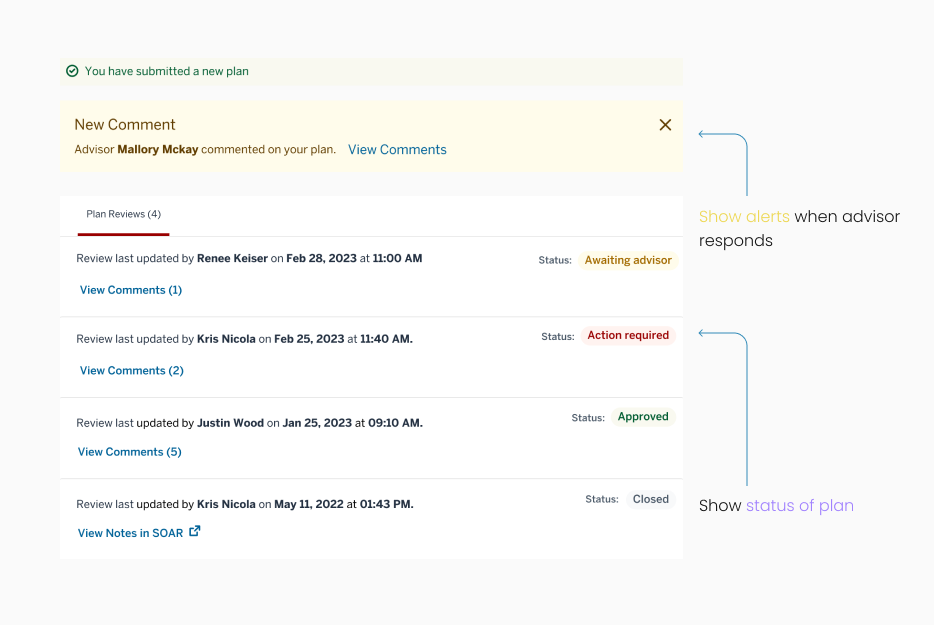 You have submitted a new plan
New Comment
Advisor Mallory Mckay commented on your plan. View Comments
Show alerts when advisor
responds
Plan Reviews (4)
Review last updated by Renee Keiser on Feb 28, 2023 at 11:00 AM
Status: Awaiting advisor
View Comments (1)
Review last updated by Kris Nicola on Feb 25, 2023 at 11:40 AM.
Status: Action required
View Comments (2)
Review last updated by Justin Wood on Jan 25, 2023 at 09:10 AM.
Status: Approved
View Comments (5)
Review last updated by Kris Nicola on May 11, 2022 at 01:43 PM.
Status: Closed
View Notes in SOAR
Show status of plan